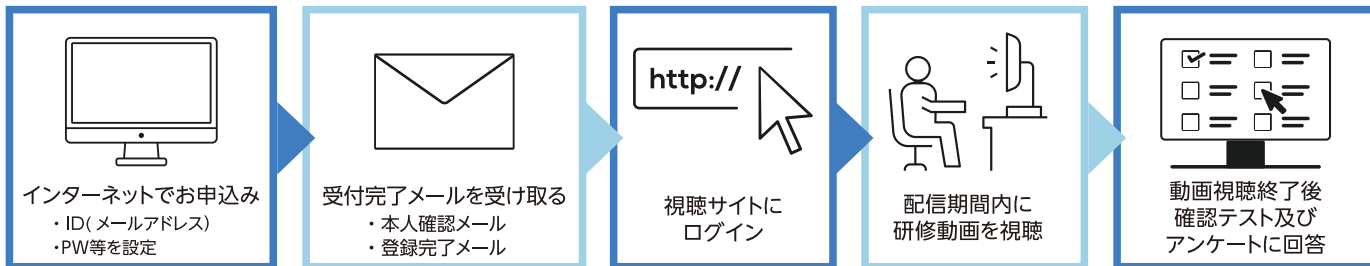 インターネットでお申込み
・ID(メールアドレス)
・PW等を設定
受付完了メールを受け取る
・本人確認メール
・登録完了メール
http://
視聴サイトに
ログイン
配信期間内に
研修動画を視聴
動画視聴終了後
確認テスト及び
アンケートに回答